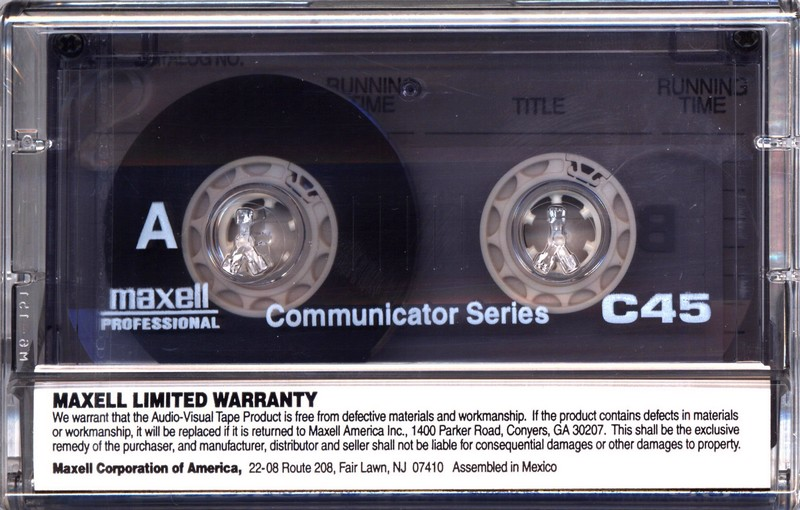 CATALOG NO.
RUNNING
TIME
TITLE
RUNNING
TIME
A
B
maxell
PROFESSIONAL
Communicator Series
C45
MAXELL LIMITED WARRANTY
We warrant that the Audio-Visual Tape Product is free from defective materials and workmanship. If the product contains defects in materials
or workmanship, it will be replaced if it is returned to Maxell America Inc., 1400 Parker Road, Conyers, GA 30207. This shall be the exclusive
remedy of the purchaser, and manufacturer, distributor and seller shall not be liable for consequential damages or other damages to property.
Maxell Corporation of America, 22-08 Route 208, Fair Lawn, NJ 07410 Assembled in Mexico